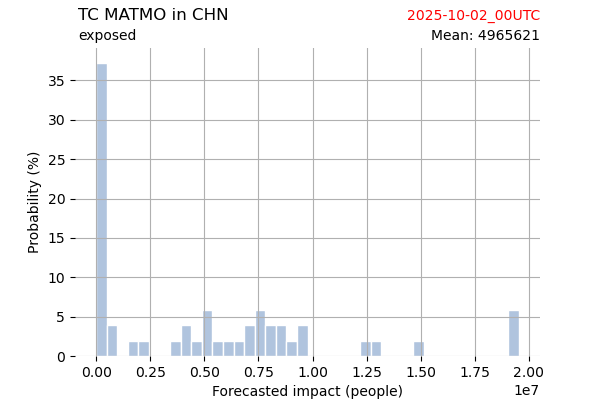 TC MATMO in CHN
2025-10-02_00UTC
exposed
Mean: 4965621
Probability (%)
35
30
25
20
15
10
5
0
0.00 0.25 0.50 0.75 1.00 1.25 1.50 1.75 2.00
1e7
Forecasted impact (people)